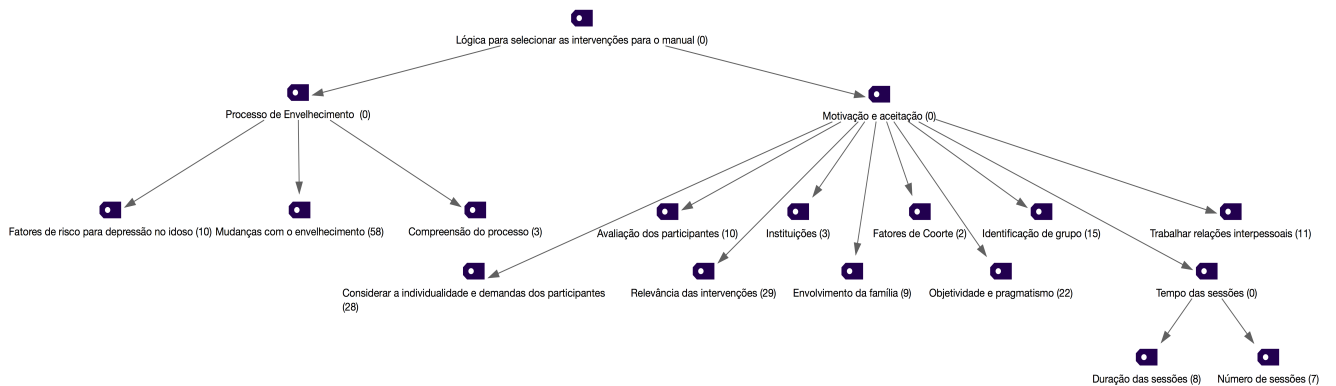 Lógica para selecionar as intervenções para o manual (0)
Processo de Envelhecimento (0)
Motivação e aceitação (0)
Fatores de risco para depressão no idoso (10)
Mudanças com o envelhecimento (58)
Compreensão do processo (3)
Avaliação dos participantes (10)
Instituições (3)
Fatores de Coorte (2)
Identificação de grupo (15)
Trabalhar relações interpessoais (11)
Considerar a individualidade e demandas dos participantes
(28)
Relevância das intervenções (29)
Envolvimento da família (9)
Objetividade e pragmatismo (22)
Tempo das sessões (0)
Duração das sessões (8)
Número de sessões (7)